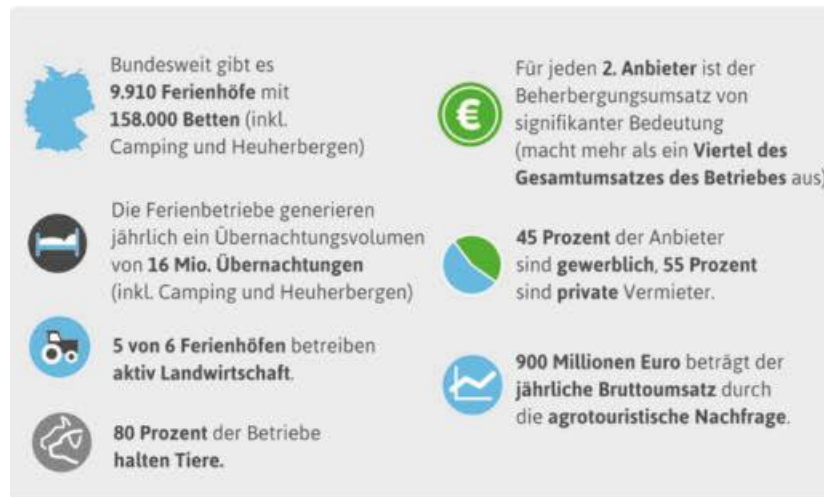 Bundesweit gibt es
9.910 Ferienhöfe mit
158.000 Betten (inkl.
Camping und Heuherbergen)
Die Ferienbetriebe generieren
jährlich ein Übernachtungsvolumen
von 16 Mio. Übernachtungen
(inkl. Camping und Heuherbergen)
5 von 6 Ferienhöfen betreiben
aktiv Landwirtschaft.
80 Prozent der Betriebe
halten Tiere.
Für jeden 2. Anbieter ist der
Beherbergungsumsatz von
signifikanter Bedeutung
(macht mehr als ein Viertel des
Gesamtumsatzes des Betriebes aus)
€
45 Prozent der Anbieter
sind gewerblich, 55 Prozent
sind private Vermieter.
900 Millionen Euro beträgt der
jährliche Bruttoumsatz durch
die agrotouristische Nachfrage.